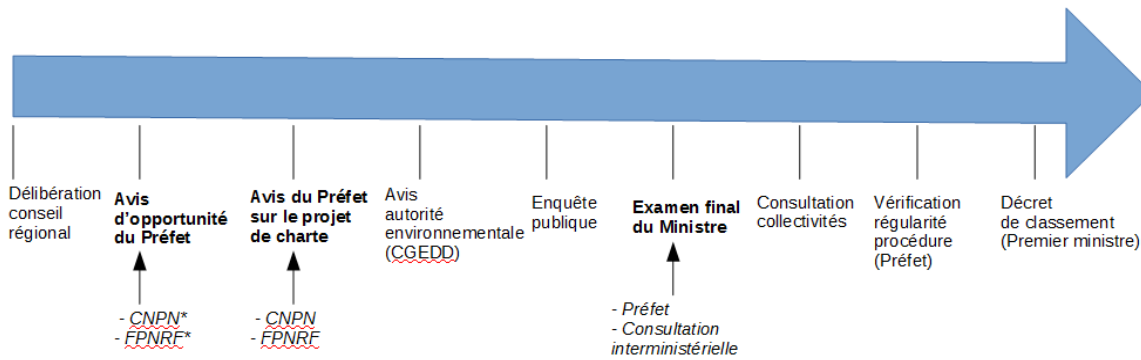 Délibération
conseil
régional
Avis
d'opportunité
du Préfet
Avis du Préfet
sur le projet
de charte
Avis
autorité
environnementale
(CGEDD)
Enquête
publique
Examen final
du Ministre
Consultation
collectivités
Vérification
régularité
procédure
(Préfet)
Décret
de classement
(Premier ministre)
- CNPN*
- FPNRF*
- CNPN
- FPNRF
- Préfet
- Consultation
interministérielle